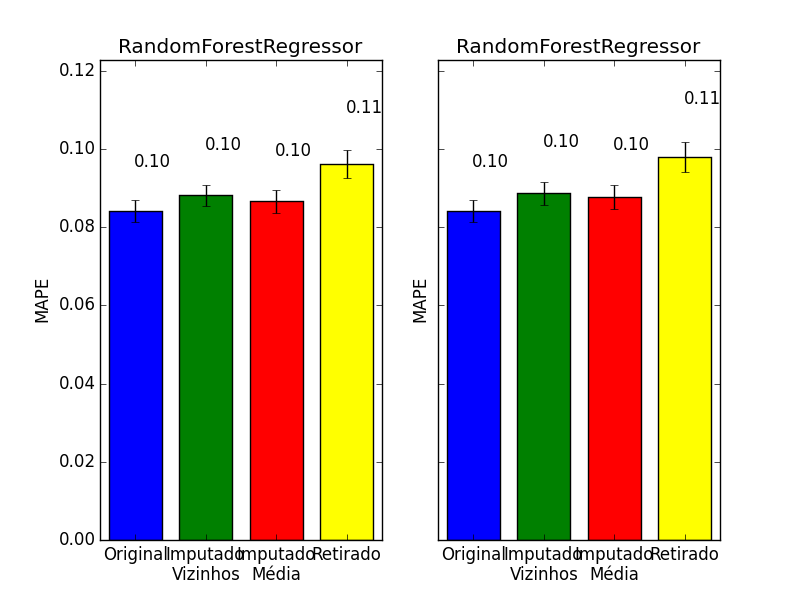 RandomForestRegressor
0.12
0.10
0.08
0.06
0.04
0.02
0.00
MAPE
0.10
0.10
0.10
0.11
Original
Imputado
Vizinhos
Imputado
Média
Retirado
RandomForestRegressor
MAPE
0.10
0.10
0.10
0.11
Original
Imputado
Vizinhos
Imputado
Média
Retirado